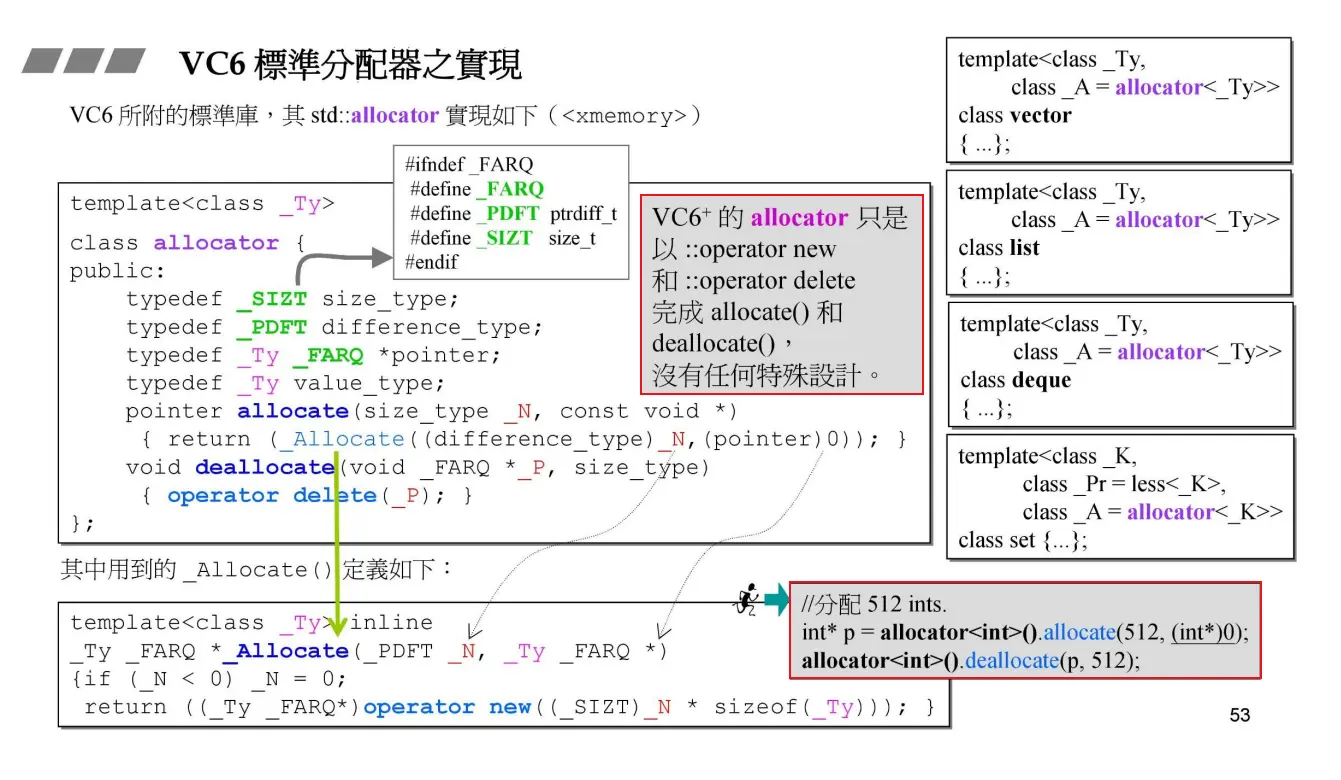 VC6 標準分配器之實現
VC6 所附的標準庫，其 std::allocator 實現如下（<xmemory>）
#ifndef _FARQ
#define _FARQ
#define _PDFT ptrdiff_t
#define _SIZT size_t
#endif
template<class _Ty>
class allocator {
public:
typedef _SIZT size_type;
typedef _PDFT difference_type;
typedef _Ty _FARQ *pointer;
typedef _Ty value_type;
pointer allocate(size_type _N, const void *)
{ return (_Allocate((difference_type)_N,(pointer)0)); }
void deallocate(void _FARQ *_P, size_type)
{ operator delete(_P); }
};
VC6+ 的 allocator 只是
以 ::operator new
和 ::operator delete
完成 allocate() 和
deallocate()，
沒有任何特殊設計。
其中用到的 _Allocate() 定義如下：
template<class _Ty> inline
_Ty _FARQ *_Allocate(_PDFT _N, _Ty _FARQ *)
{if (_N < 0) _N = 0;
return ((_Ty _FARQ*)operator new((_SIZT)_N * sizeof(_Ty))); }
//分配 512 ints.
int* p = allocator<int>().allocate(512, (int*)0);
allocator<int>().deallocate(p, 512);
template<class _Ty,
class _A = allocator<_Ty>>
class vector
{ ...};
template<class _Ty,
class _A = allocator<_Ty>>
class list
{ ...};
template<class _Ty,
class _A = allocator<_Ty>>
class deque
{ ...};
template<class _K,
class _Pr = less<_K>,
class _A = allocator<_K>>
class set {...};
53